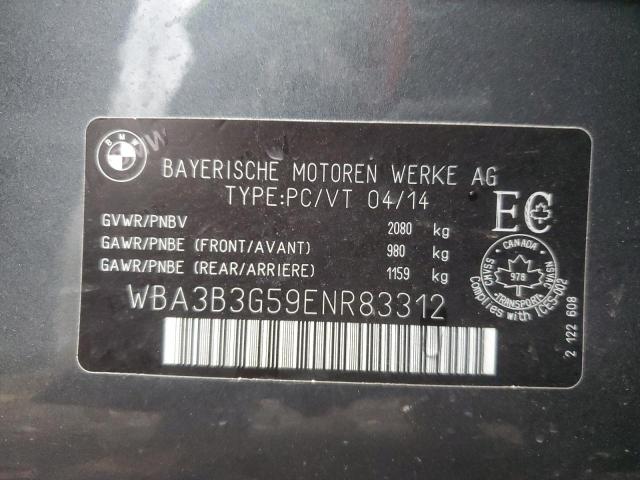 BMW
BAYERISCHE MOTOREN WERKE AG
TYPE:PC/VT 04/14
GVWR/PNBV 2080 kg
GAWR/PNBE (FRONT/AVANT) 980 kg
GAWR/PNBE (REAR/ARRIERE) 1159 kg
WBA3B3G59ENR83312
EC
CANADA
CMVSS
NSVAC
978
TRANSPORT
Complies with ICES-002
2 122 608